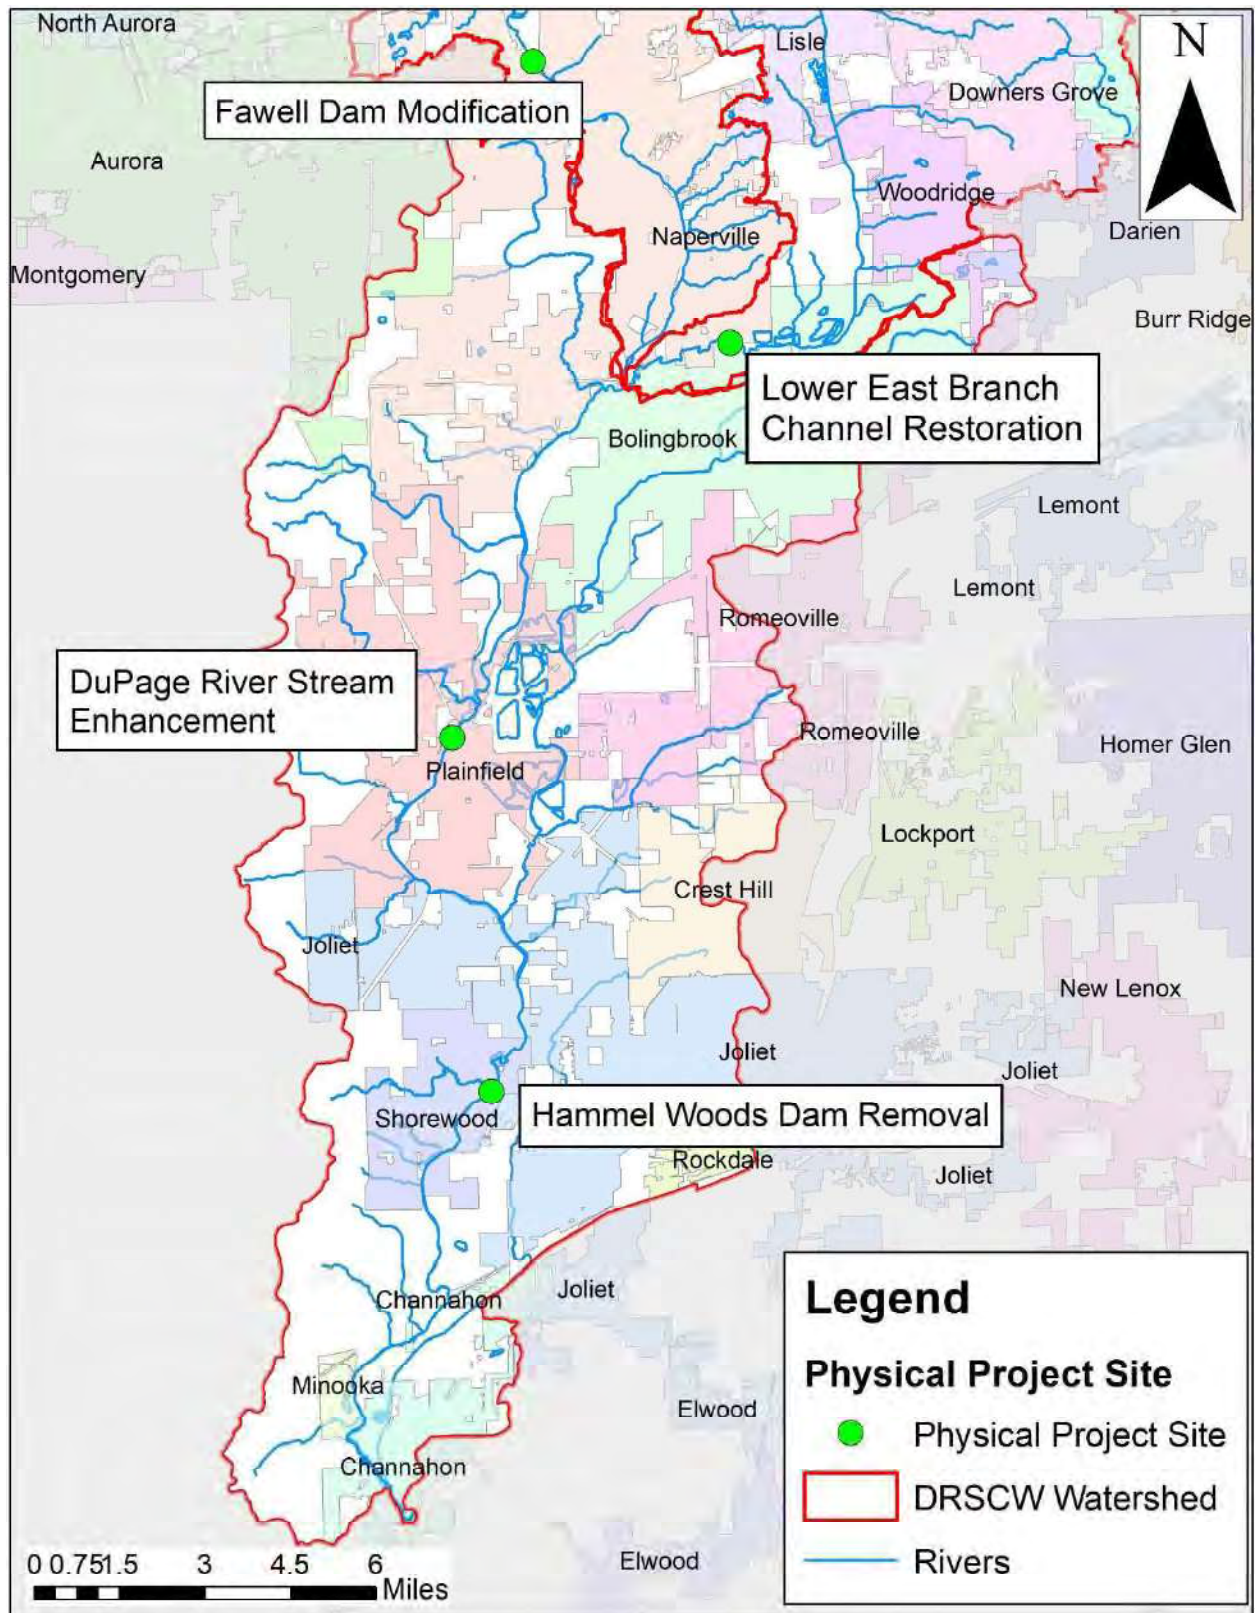 North Aurora
Lisle
N
Downers Grove
Fawell Dam Modification
Aurora
Woodridge
Naperville
Darien
Montgomery
Burr Ridge
Lower East Branch
Channel Restoration
Bolingbrook
Lemont
Lemont
Romeoville
DuPage River Stream
Enhancement
Romeoville
Homer Glen
Plainfield
Lockport
Crest Hill
Joliet
New Lenox
Joliet
Joliet
Hammel Woods Dam Removal
Shorewood
Rockdale
Joliet
Joliet
Channahon
Minooka
Elwood
Channahon
Elwood
Legend
Physical Project Site
Physical Project Site
DRSCW Watershed
Rivers
0 0.75 1.5 3 4.5 6
Miles